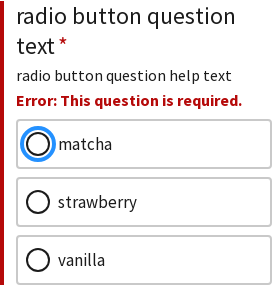 radio button question
text *
radio button question help text
Error: This question is required.
matcha
strawberry
vanilla